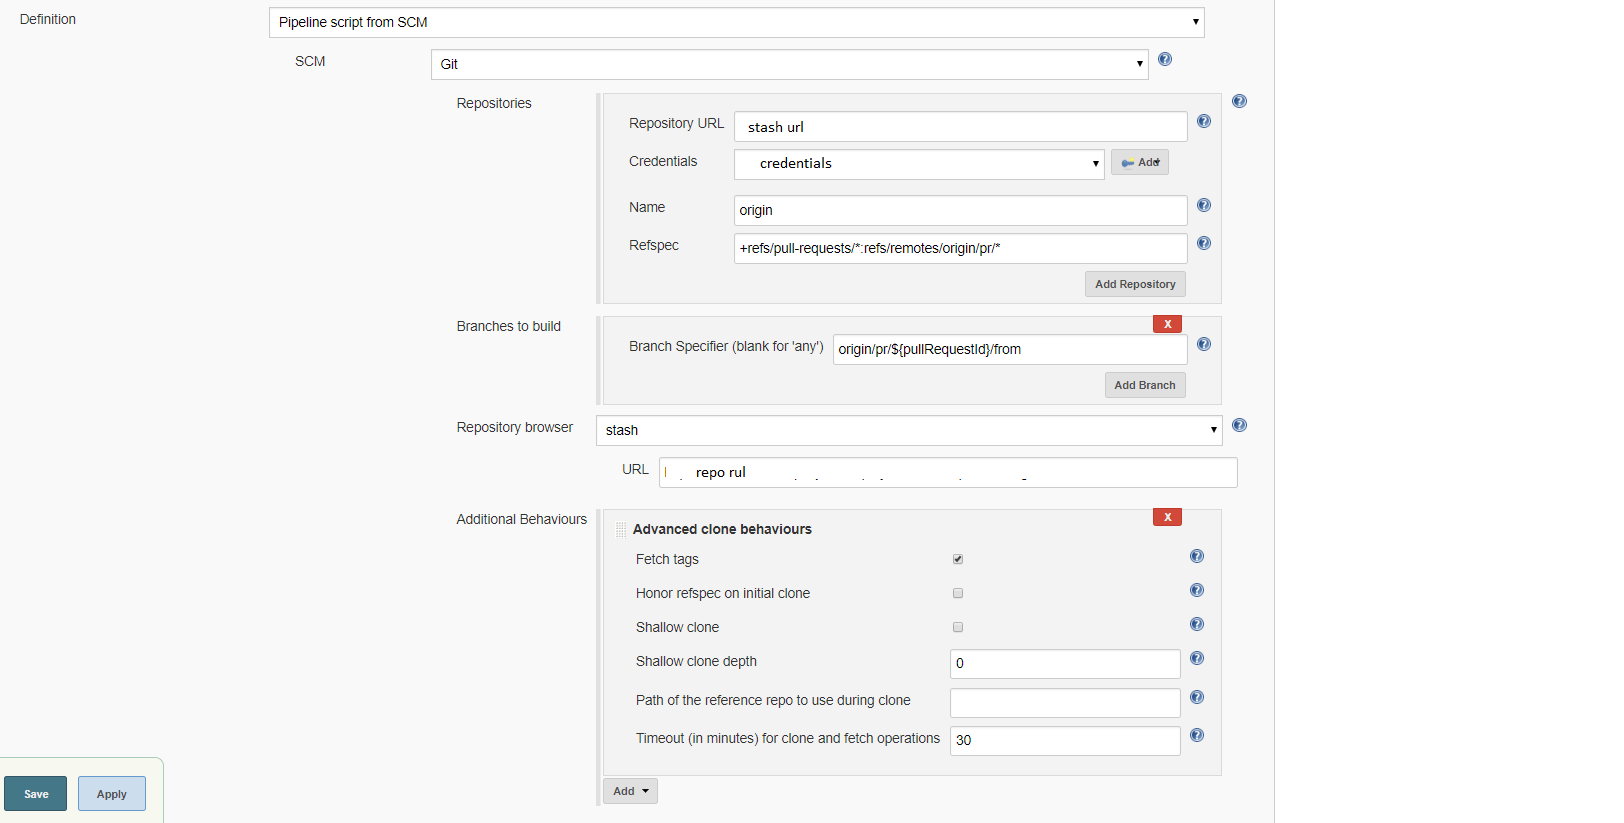 Definition
Pipeline script from SCM
SCM
Git
Repositories
Repository URL
stash url
Credentials
credentials
Add
Name
origin
Refspec
+refs/pull-requests/*:refs/remotes/origin/pr/*
Add Repository
Branches to build
X
Branch Specifier (blank for 'any')
origin/pr/${pullRequestId}/from
Add Branch
Repository browser
stash
URL
repo rul
Additional Behaviours
X
Advanced clone behaviours
Fetch tags
Honor refspec on initial clone
Shallow clone
Shallow clone depth
0
Path of the reference repo to use during clone
Timeout (in minutes) for clone and fetch operations
30
Add
Save
Apply